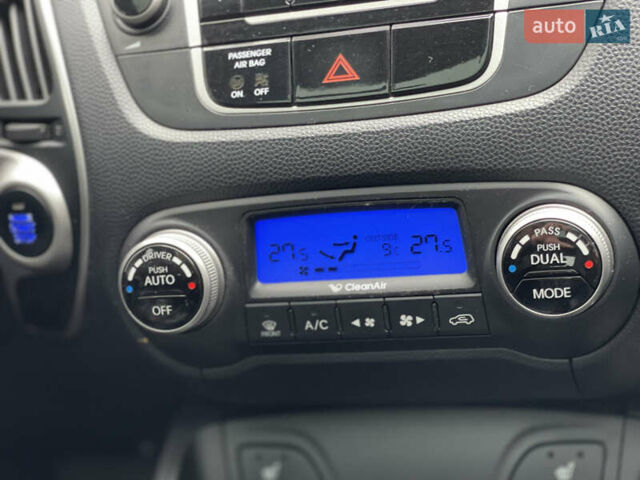 auto RIA
PASSENGER
AIR BAG
ON OFF
27.5 OUTSIDE 9c 27.5
CleanAir
DRIVER
PUSH
AUTO
OFF
FRONT
A/C
PASS
PUSH
DUAL
MODE